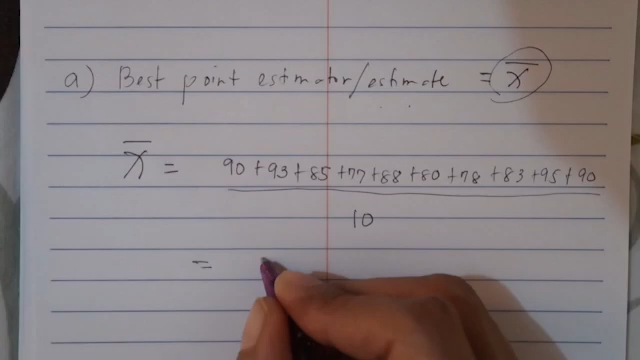 a) Best point estimator/estimate = x̅
x̅ = 90 + 93 + 85 + 77 + 88 + 80 + 78 + 83 + 95 + 90
10
=